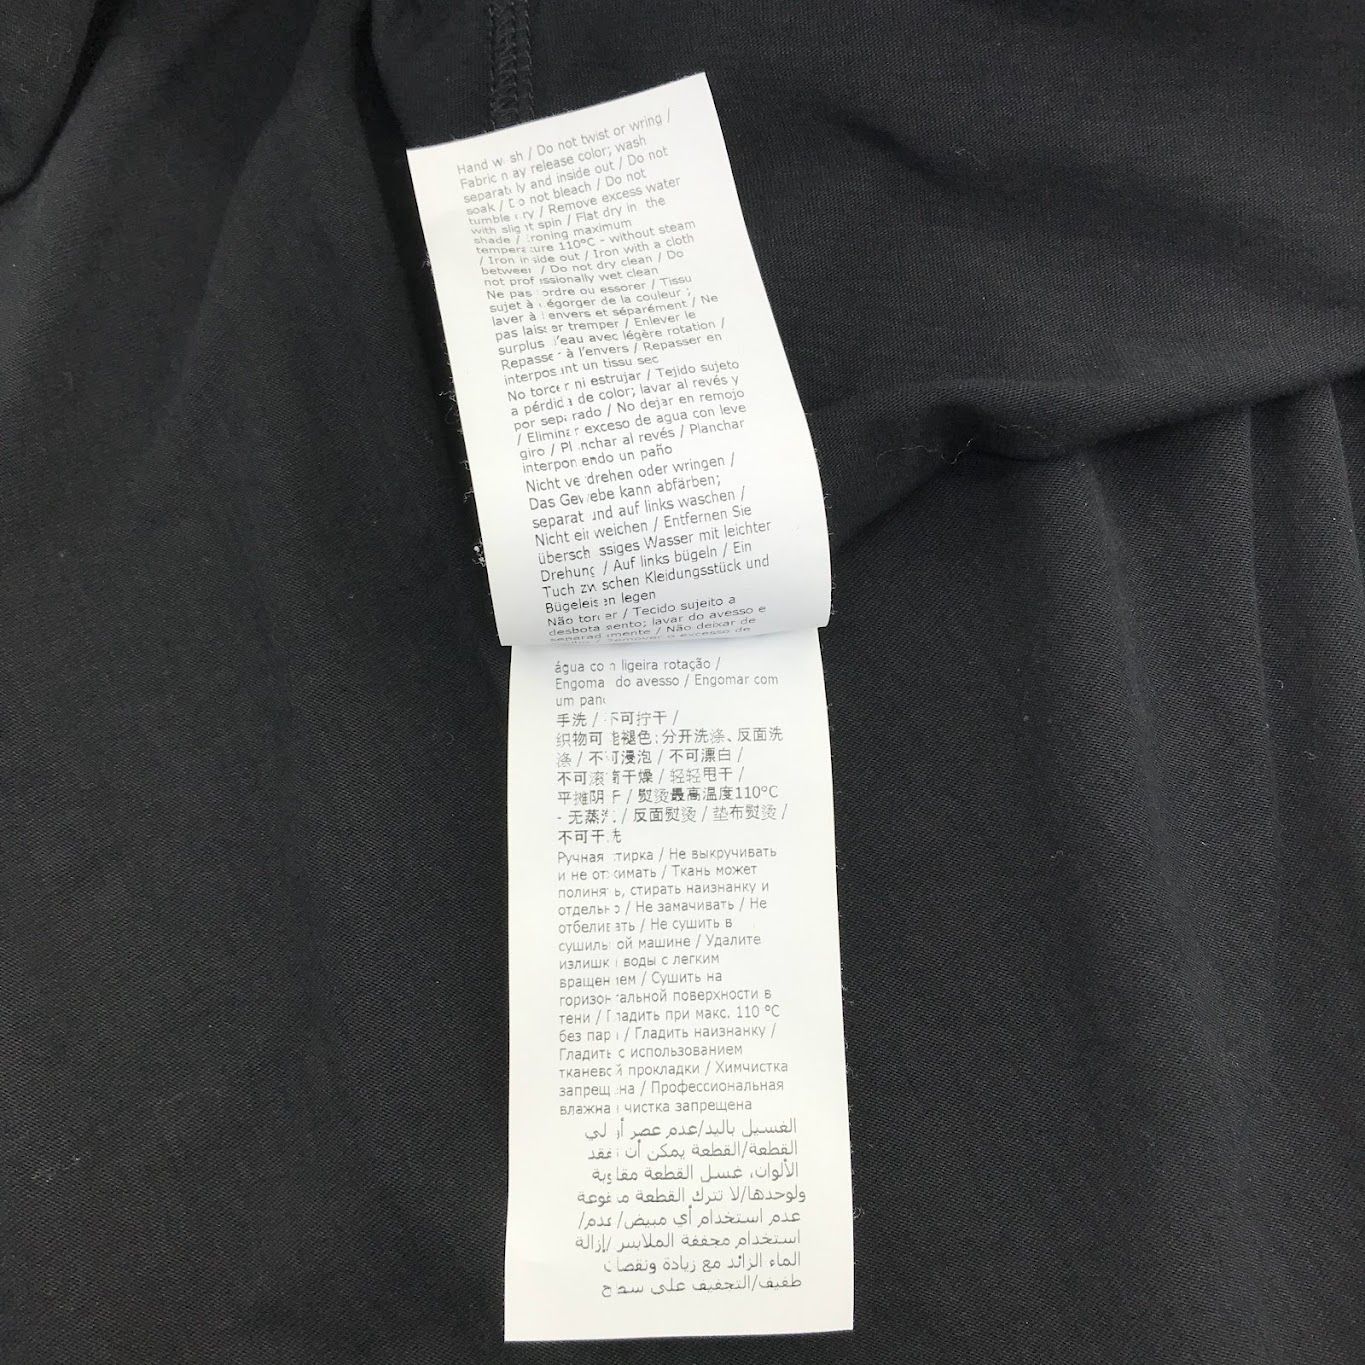 Hand wash / Do not twist or wring /
Fabric may release color; wash
separately and inside out / Do not
soak / Do not bleach / Do not
tumble dry / Remove excess water
with slight spin / Flat dry in the
shade / Ironing maximum
temperature 110°C - without steam
/ Iron inside out / Iron with a cloth
between / Do not dry clean / Do
not professionally wet clean
Ne pas tordre ou essorer / Tissu
sujet à dégorger de la couleur ;
laver à l'envers et séparément / Ne
pas laisser tremper / Enlever le
surplus d'eau avec légère rotation /
Repasser à l'envers / Repasser en
interposant un tissu sec
No torcer ni estrujar / Tejido sujeto
a pérdida de color; lavar al revés y
por separado / No dejar en remojo
/ Eliminar exceso de agua con leve
giro / Planchar al revés / Planchar
interponiendo un paño
Nicht verdrehen oder wringen /
Das Gewebe kann abfärben;
separat und auf links waschen /
Nicht einweichen / Entfernen Sie
überschüssiges Wasser mit leichter
Drehung / Auf links bügeln / Ein
Tuch zwischen Kleidungsstück und
Bügeleisen legen
Não torcer / Tecido sujeito a
desbotamento; lavar do avesso e
separadamente / Não deixar de
molho / Remover o excesso de
água com ligeira rotação /
Engomar do avesso / Engomar com
um pano
手洗 / 不可拧干 /
织物可能褪色; 分开洗涤、反面洗
涤 / 不可浸泡 / 不可漂白 /
不可滚筒干燥 / 轻轻甩干 /
平摊阴干 / 熨烫最高温度110°C
- 无蒸汽 / 反面熨烫 / 垫布熨烫 /
不可干洗
Ручная стирка / Не выкручивать
и не отжимать / Ткань может
полинять, стирать наизнанку и
отдельно / Не замачивать / Не
отбеливать / Не сушить в
сушильной машине / Удалите
излишки воды с легким
вращением / Сушить на
горизонтальной поверхности в
тени / Гладить при макс. 110 °C
без пара / Гладить наизнанку /
Гладить с использованием
тканевой прокладки / Химчистка
запрещена / Профессиональная
влажная чистка запрещена
الغسيل باليد/عدم عصر أو لي
القطعة/القطعة يمكن أن تفقد
الألوان، غسل القطعة مقلوبة
ولوحدها/لا تترك القطعة منقوعة
عدم استخدام أي مبيض/عدم/
استخدام مجففة الملابس /إزالة
الماء الزائد مع زيادة ونقصان
طفيف/التجفيف على سطح